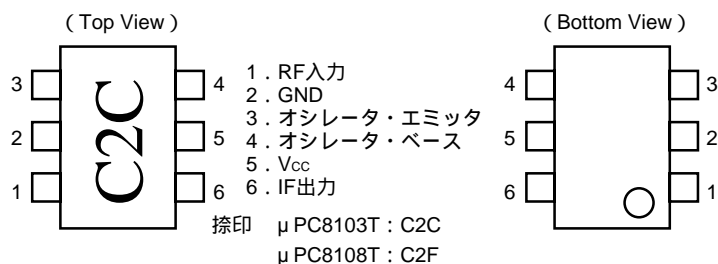 (Top View)
3
2
1
C2C
4
5
6
1．RF入力
2．GND
3．オシレータ・エミッタ
4．オシレータ・ベース
5．Vcc
6．IF出力
捺印 μPC8103T：C2C
μPC8108T：C2F
(Bottom View)
4
5
6
3
2
1